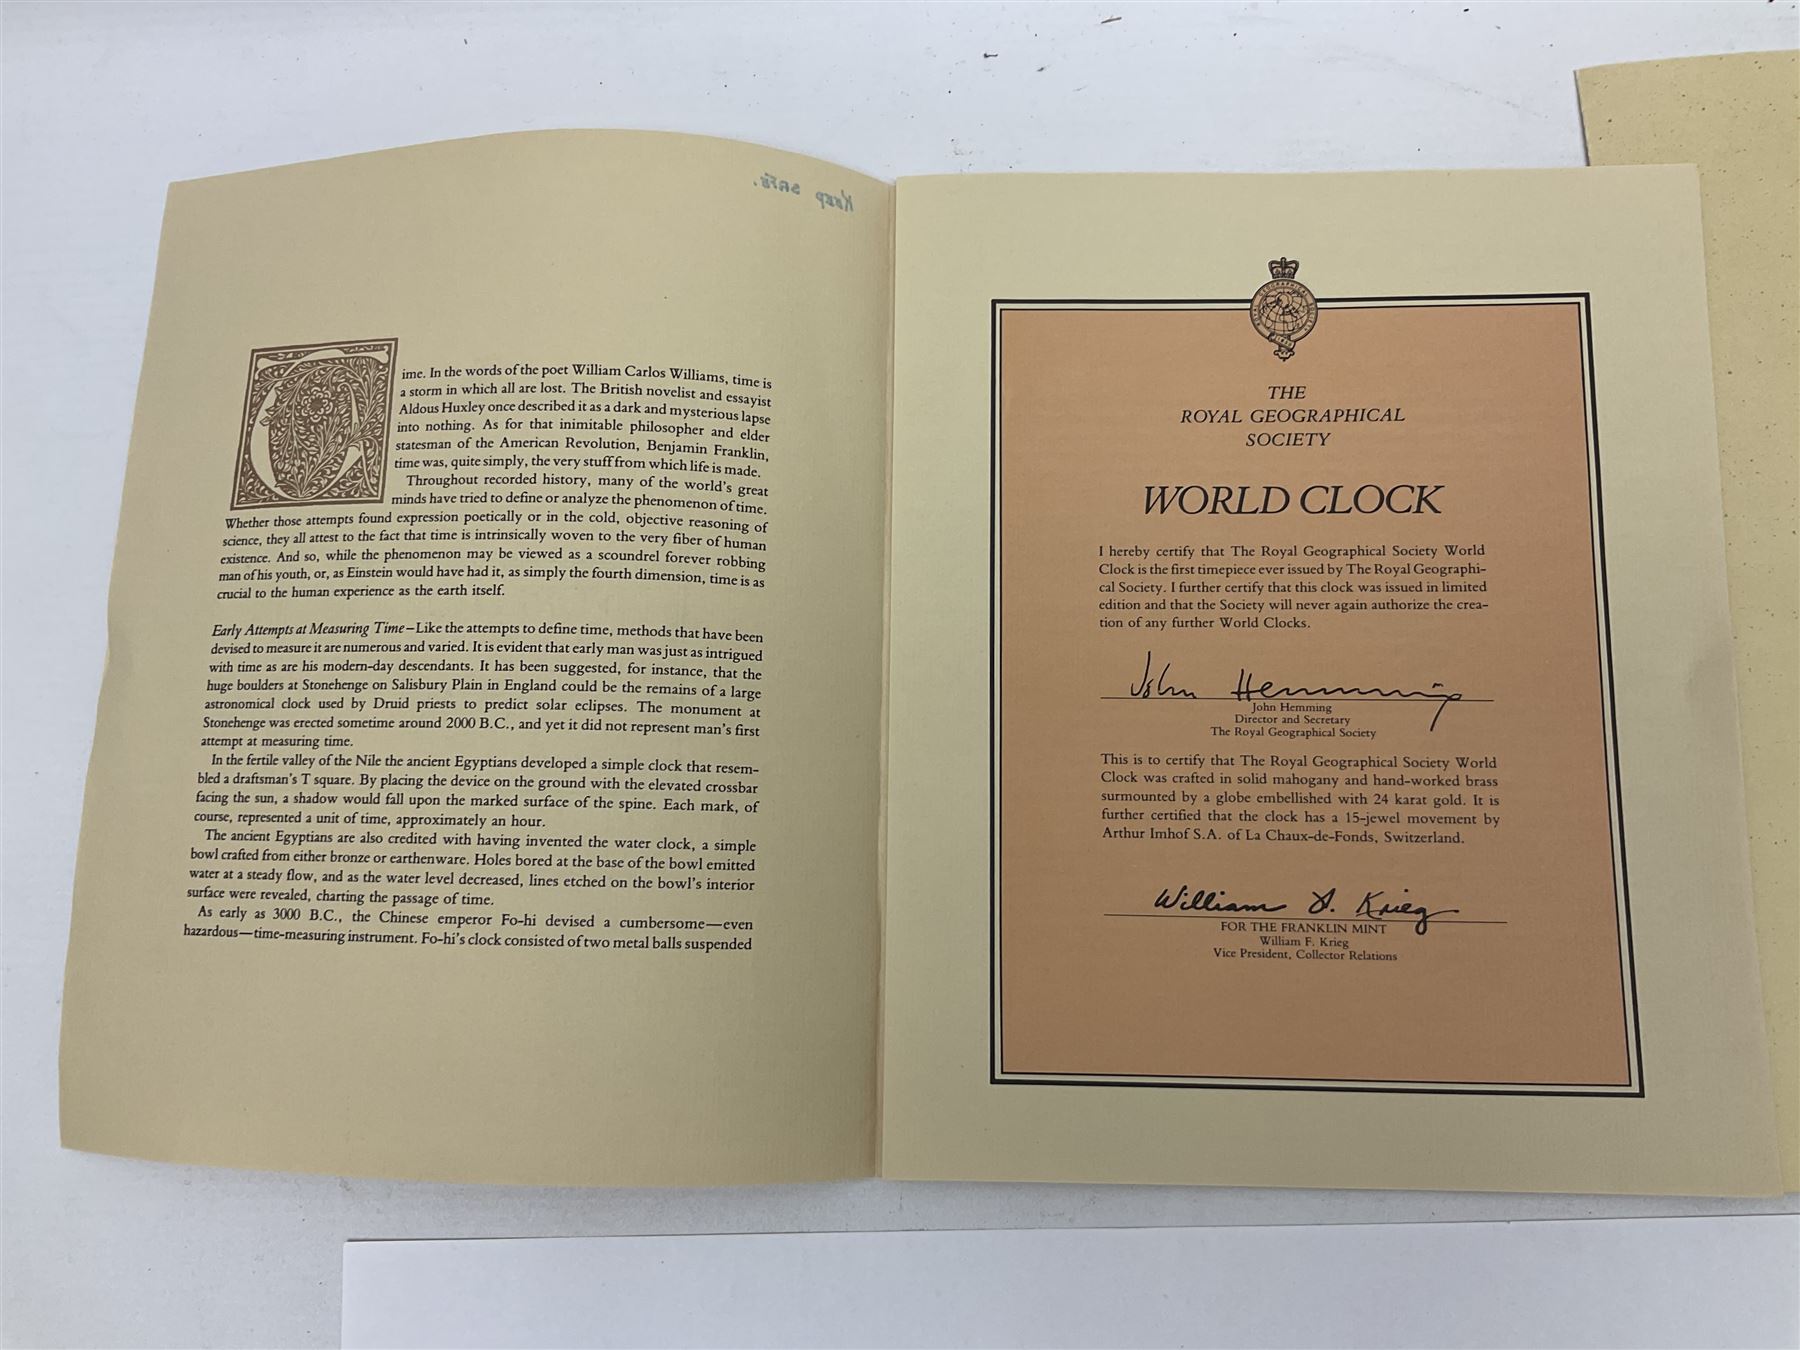 KEEP SAFE.
Time. In the words of the poet William Carlos Williams, time is
a storm in which all are lost. The British novelist and essayist
Aldous Huxley once described it as a dark and mysterious lapse
into nothing. As for that inimitable philosopher and elder
statesman of the American Revolution, Benjamin Franklin,
time was, quite simply, the very stuff from which life is made.
Throughout recorded history, many of the world's great
minds have tried to define or analyze the phenomenon of time.
Whether those attempts found expression poetically or in the cold, objective reasoning of
science, they all attest to the fact that time is intrinsically woven to the very fiber of human
existence. And so, while the phenomenon may be viewed as a scoundrel forever robbing
man of his youth, or, as Einstein would have had it, as simply the fourth dimension, time is as
crucial to the human experience as the earth itself.
Early Attempts at Measuring Time—Like the attempts to define time, methods that have been
devised to measure it are numerous and varied. It is evident that early man was just as intrigued
with time as are his modern-day descendants. It has been suggested, for instance, that the
huge boulders at Stonehenge on Salisbury Plain in England could be the remains of a large
astronomical clock used by Druid priests to predict solar eclipses. The monument at
Stonehenge was erected sometime around 2000 B.C., and yet it did not represent man's first
attempt at measuring time.
In the fertile valley of the Nile the ancient Egyptians developed a simple clock that resem-
bled a draftsman's T square. By placing the device on the ground with the elevated crossbar
facing the sun, a shadow would fall upon the marked surface of the spine. Each mark, of
course, represented a unit of time, approximately an hour.
The ancient Egyptians are also credited with having invented the water clock, a simple
bowl crafted from either bronze or earthenware. Holes bored at the base of the bowl emitted
water at a steady flow, and as the water level decreased, lines etched on the bowl's interior
surface were revealed, charting the passage of time.
As early as 3000 B.C., the Chinese emperor Fo-hi devised a cumbersome—even
hazardous—time-measuring instrument. Fo-hi's clock consisted of two metal balls suspended
ROYAL GEOGRAPHICAL SOCIETY
THE
ROYAL GEOGRAPHICAL
SOCIETY
WORLD CLOCK
I hereby certify that The Royal Geographical Society World
Clock is the first timepiece ever issued by The Royal Geographi-
cal Society. I further certify that this clock was issued in limited
edition and that the Society will never again authorize the crea-
tion of any further World Clocks.
John Hemming
John Hemming
Director and Secretary
The Royal Geographical Society
This is to certify that The Royal Geographical Society World
Clock was crafted in solid mahogany and hand-worked brass
surmounted by a globe embellished with 24 karat gold. It is
further certified that the clock has a 15-jewel movement by
Arthur Imhof S.A. of La Chaux-de-Fonds, Switzerland.
William F. Krieg
FOR THE FRANKLIN MINT
William F. Krieg
Vice President, Collector Relations